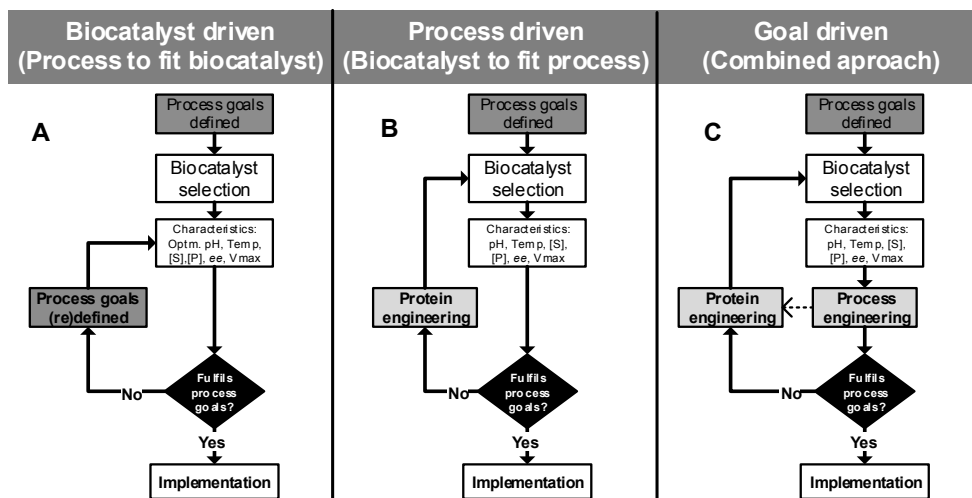 Biocatalyst driven
(Process to fit biocatalyst)
A
Process goals
defined
Biocatalyst
selection
Characteristics:
Optm. pH, Temp,
[S],[P], ee, Vmax
Process goals
(re)defined
No
Fulfils
process
goals?
Yes
Implementation
Process driven
(Biocatalyst to fit process)
B
Process goals
defined
Biocatalyst
selection
Characteristics:
pH, Temp, [S],
[P], ee, Vmax
Protein
engineering
No
Fulfils
process
goals?
Yes
Implementation
Goal driven
(Combined aproach)
C
Process goals
defined
Biocatalyst
selection
Characteristics:
pH, Temp, [S],
[P], ee, Vmax
Protein
engineering
Process
engineering
No
Fulfils
process
goals?
Yes
Implementation